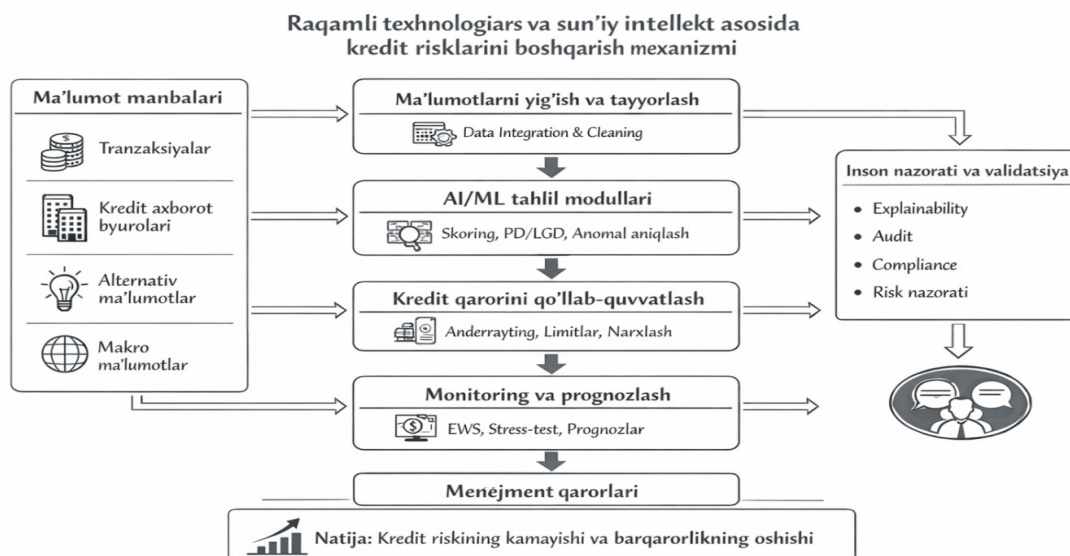 Raqamli texhnologiars va sun'iy intellekt asosida
kredit risklarini boshqarish mexanizmi
Ma'lumot manbalari
Tranzaksiyalar
Kredit axborot
byurolari
Alternativ
ma'lumotlar
Makro
ma'lumotlar
Ma'lumotlarni yig'ish va tayyorlash
Data Integration & Cleaning
AI/ML tahlil modullari
Skoring, PD/LGD, Anomal aniqlash
Kredit qarorini qo'llab-quvvatlash
Anderrayting, Limitlar, Narxlash
Monitoring va prognozlash
EWS, Stress-test, Prognozlar
Menéjment qarorlari
Natija: Kredit riskining kamayishi va barqarorlikning oshishi
Inson nazorati va validatsiya
• Explainability
• Audit
• Compliance
• Risk nazorati